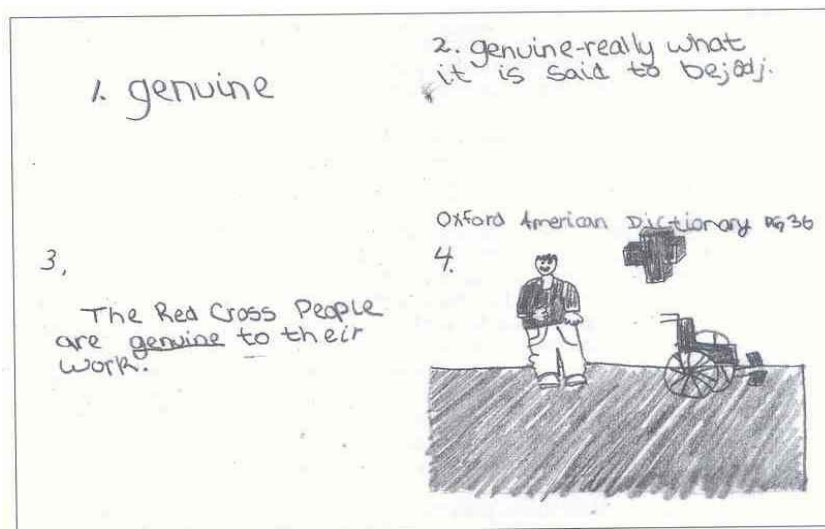 1. genuine
2. genuine-really what
it is said to be; adj.
Oxford American Dictionary pg 36
3.
The Red Cross People
are genuine to their
work.
4.